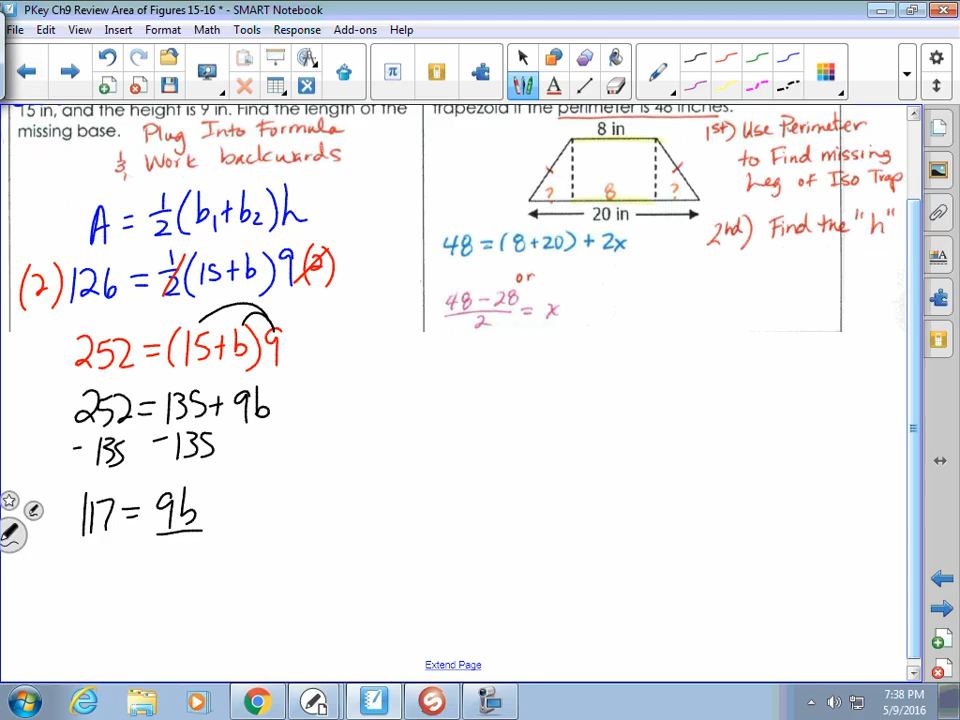 PKey Ch9 Review Area of Figures 15-16 * - SMART Notebook
File Edit View Insert Format Math Tools Response Add-ons Help
15 in, and the height is 9 in. Find the length of the
missing base.
Plug Into Formula
& Work backwards
A = 1/2 (b₁+b₂)h
(2) 126 = 1/2 (15+b) 9 (2)
252 = (15+b) 9
252 = 135 + 9b
- 135 - 135
117 = 9b
trapezoid if the perimeter is 48 inches.
8 in
? 8 ?
20 in
48 = (8+20) + 2x
or
48 - 28 / 2 = x
1st) Use Perimeter
to Find missing
Leg of Iso Trap
2nd) Find the "h"
Extend Page
7:38 PM
5/9/2016